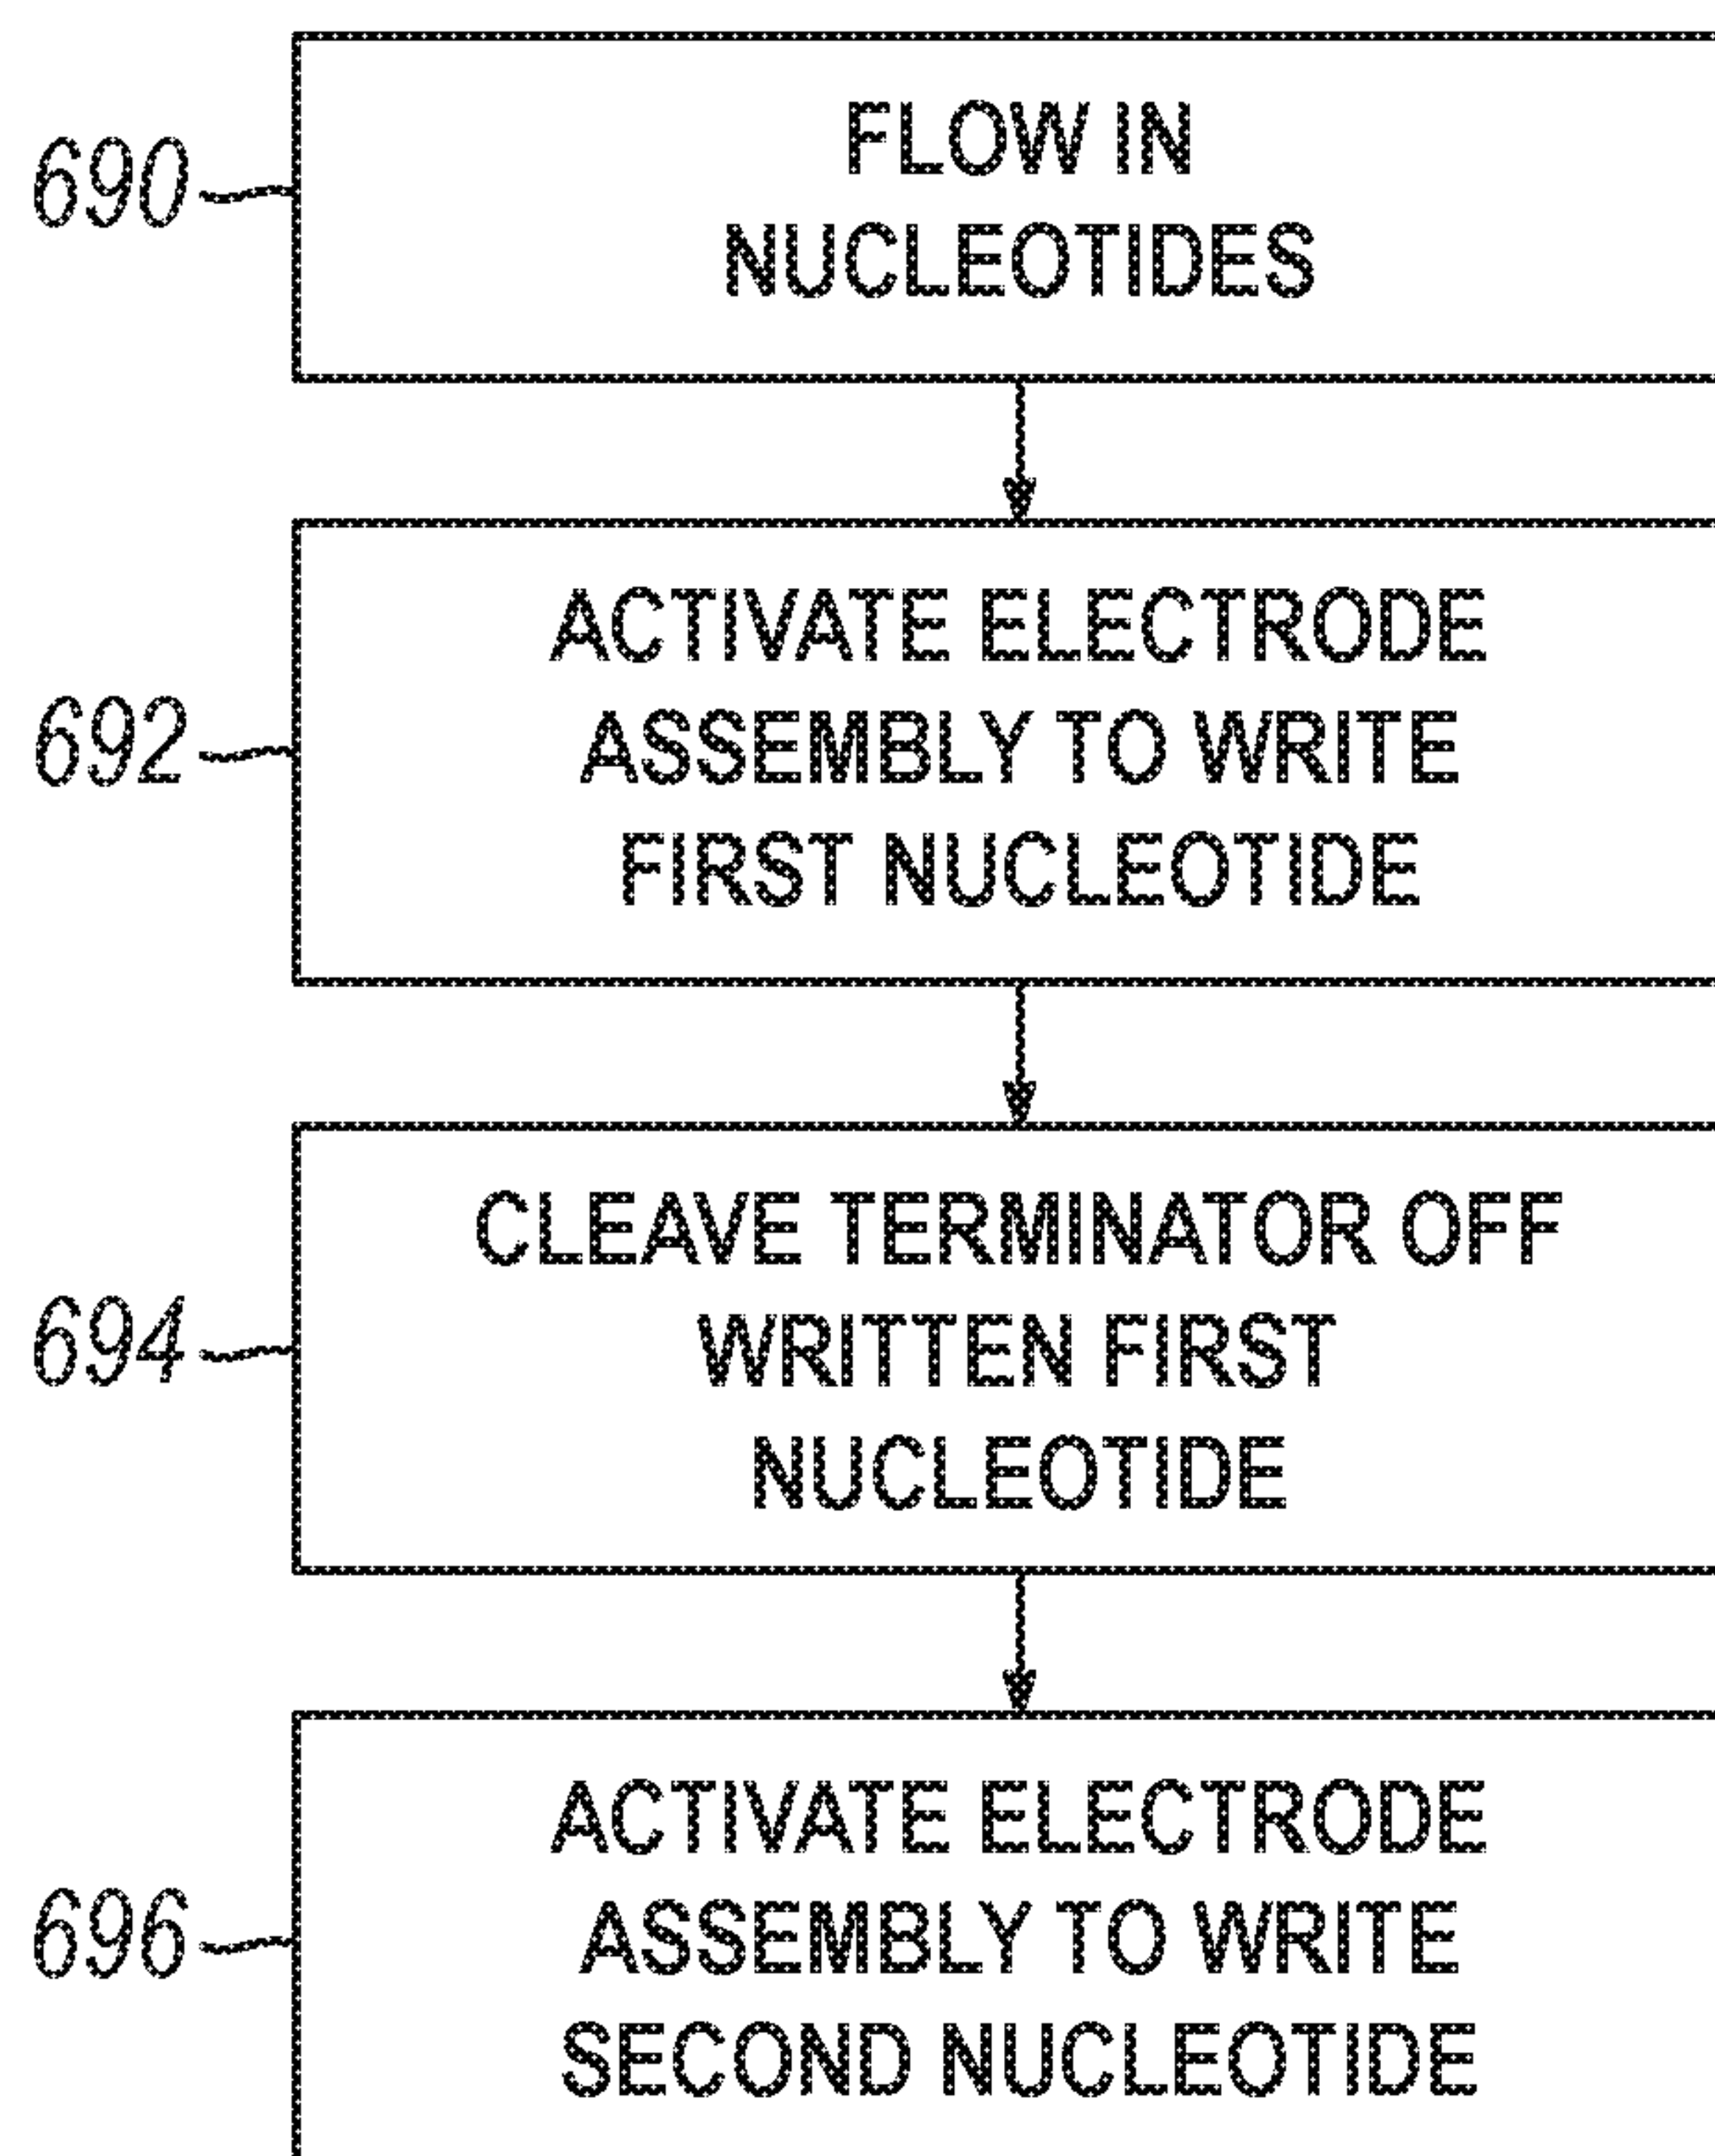 690
FLOW IN
NUCLEOTIDES
692
ACTIVATE ELECTRODE
ASSEMBLY TO WRITE
FIRST NUCLEOTIDE
694
CLEAVE TERMINATOR OFF
WRITTEN FIRST
NUCLEOTIDE
696
ACTIVATE ELECTRODE
ASSEMBLY TO WRITE
SECOND NUCLEOTIDE